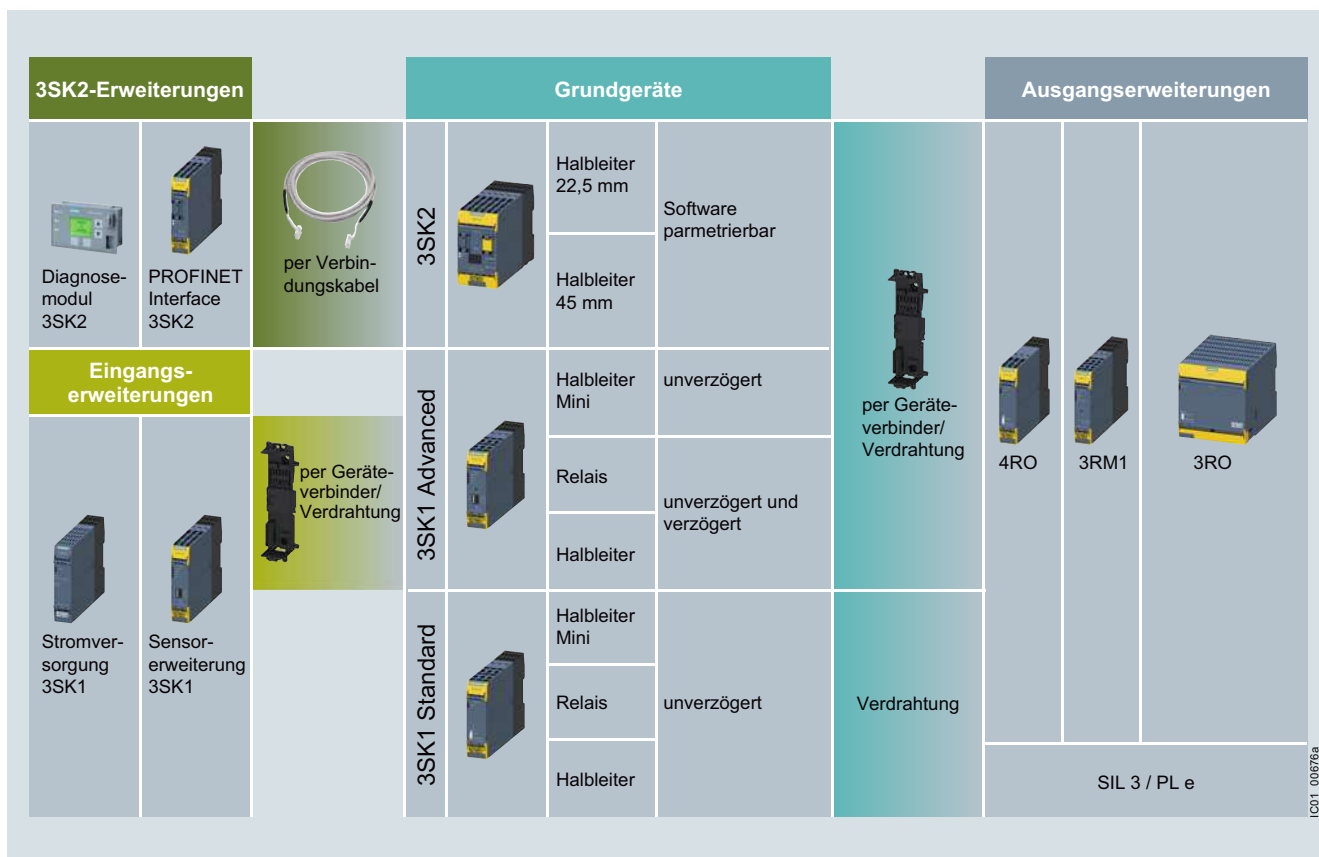 3SK2-Erweiterungen
Grundgeräte
Ausgangserweiterungen
Diagnose-
modul
3SK2
PROFINET
Interface
3SK2
per Verbin-
dungskabel
3SK2
Halbleiter
22,5 mm
Halbleiter
45 mm
Software
parmetrierbar
Eingangs-
erweiterungen
Stromver-
sorgung
3SK1
Sensor-
erweiterung
3SK1
per Geräte-
verbinder/
Verdrahtung
3SK1 Advanced
Halbleiter
Mini
unverzögert
Relais
Halbleiter
unverzögert und
verzögert
3SK1 Standard
Halbleiter
Mini
Relais
Halbleiter
unverzögert
per Geräte-
verbinder/
Verdrahtung
Verdrahtung
4RO
3RM1
3RO
SIL 3 / PL e
IC01_00676a